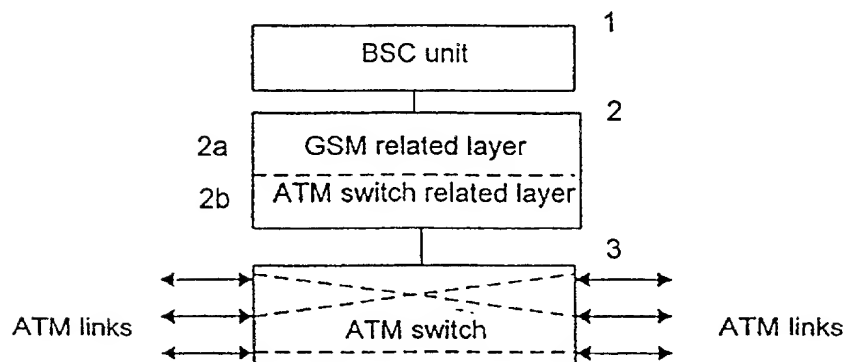 1
BSC unit
2
2a
GSM related layer
2b
ATM switch related layer
3
ATM links
ATM switch
ATM links